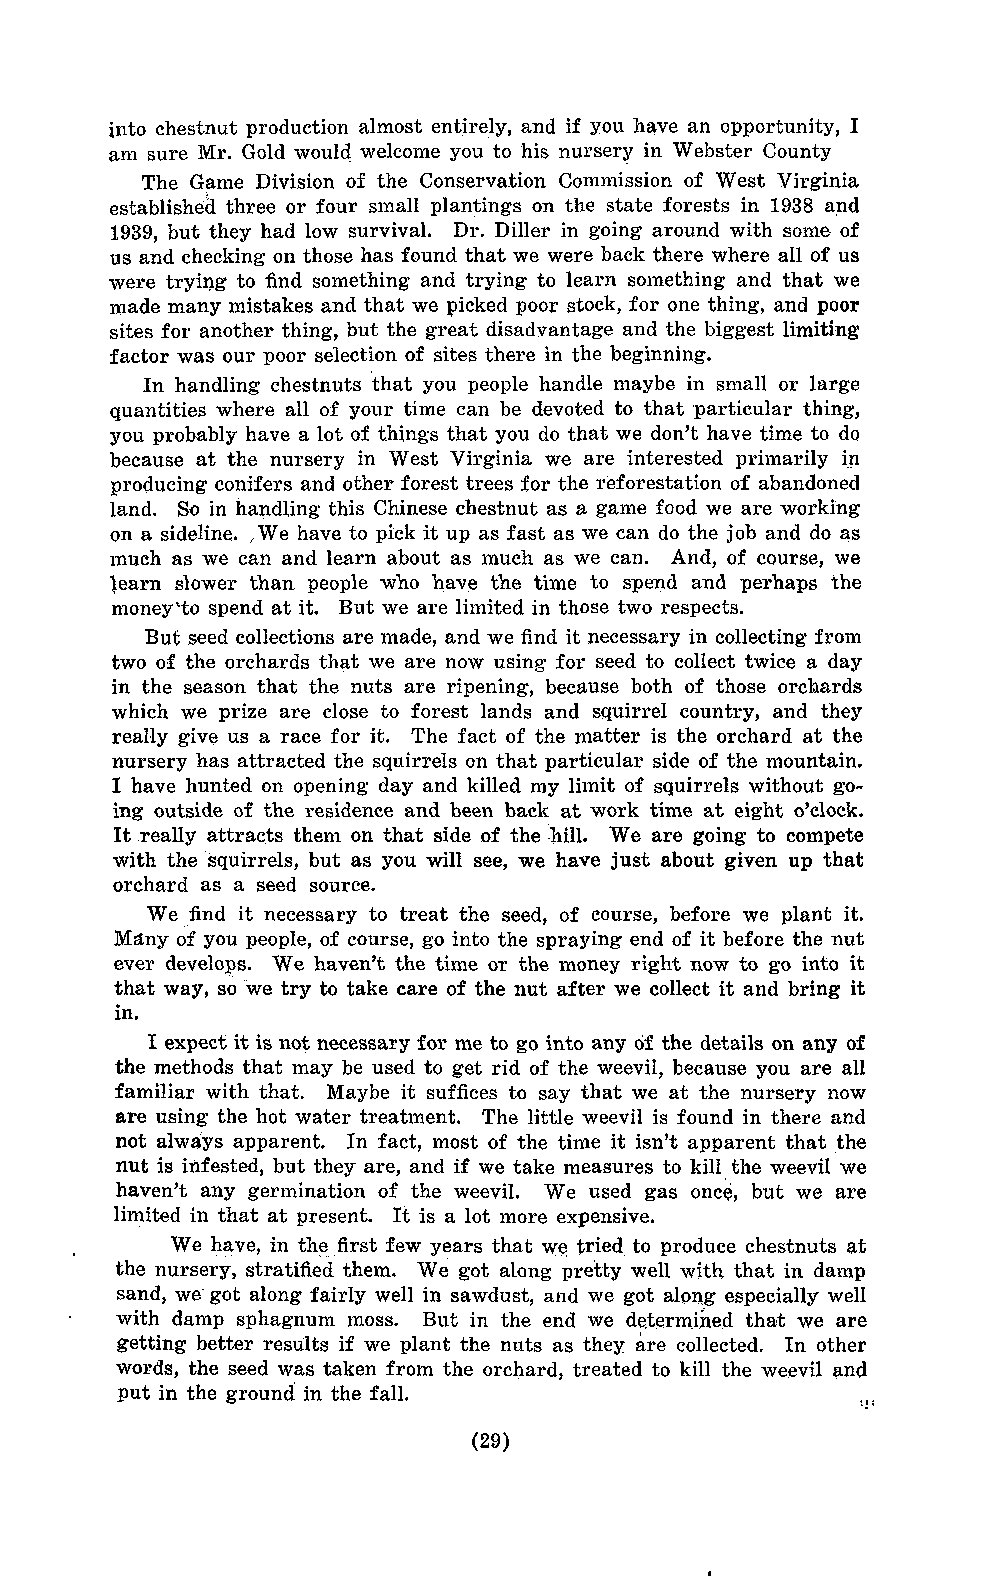 into chestnut production almost entirely, and if you have an opportunity, I
am sure Mr. Gold would welcome you to his nursery in Webster County
The Game Division of the Conservation Commission of West Virginia
established three or four small plantings on the state forests in 1938 and
1939, but they had low survival. Dr. Diller in going around with some of
us and checking on those has found that we were back there where all of us
were trying to find something and trying to learn something and that we
made many mistakes and that we picked poor stock, for one thing, and poor
sites for another thing, but the great disadvantage and the biggest limiting
factor was our poor selection of sites there in the beginning.
In handling chestnuts that you people handle maybe in small or large
quantities where all of your time can be devoted to that particular thing,
you probably have a lot of things that you do that we don't have time to do
because at the nursery in West Virginia we are interested primarily in
producing conifers and other forest trees for the reforestation of abandoned
land. So in handling this Chinese chestnut as a game food we are working
on a sideline. We have to pick it up as fast as we can do the job and do as
much as we can and learn about as much as we can. And, of course, we
learn slower than people who have the time to spend and perhaps the
money to spend at it. But we are limited in those two respects.
But seed collections are made, and we find it necessary in collecting from
two of the orchards that we are now using for seed to collect twice a day
in the season that the nuts are ripening, because both of those orchards
which we prize are close to forest lands and squirrel country, and they
really give us a race for it. The fact of the matter is the orchard at the
nursery has attracted the squirrels on that particular side of the mountain.
I have hunted on opening day and killed my limit of squirrels without go-
ing outside of the residence and been back at work time at eight o'clock.
It really attracts them on that side of the hill. We are going to compete
with the squirrels, but as you will see, we have just about given up that
orchard as a seed source.
We find it necessary to treat the seed, of course, before we plant it.
Many of you people, of course, go into the spraying end of it before the nut
ever develops. We haven't the time or the money right now to go into it
that way, so we try to take care of the nut after we collect it and bring it
in.
I expect it is not necessary for me to go into any of the details on any of
the methods that may be used to get rid of the weevil, because you are all
familiar with that. Maybe it suffices to say that we at the nursery now
are using the hot water treatment. The little weevil is found in there and
not always apparent. In fact, most of the time it isn't apparent that the
nut is infested, but they are, and if we take measures to kill the weevil we
haven't any germination of the weevil. We used gas once, but we are
limited in that at present. It is a lot more expensive.
We have, in the first few years that we tried to produce chestnuts at
the nursery, stratified them. We got along pretty well with that in damp
sand, we got along fairly well in sawdust, and we got along especially well
with damp sphagnum moss. But in the end we determined that we are
getting better results if we plant the nuts as they are collected. In other
words, the seed was taken from the orchard, treated to kill the weevil and
put in the ground in the fall.
(29)